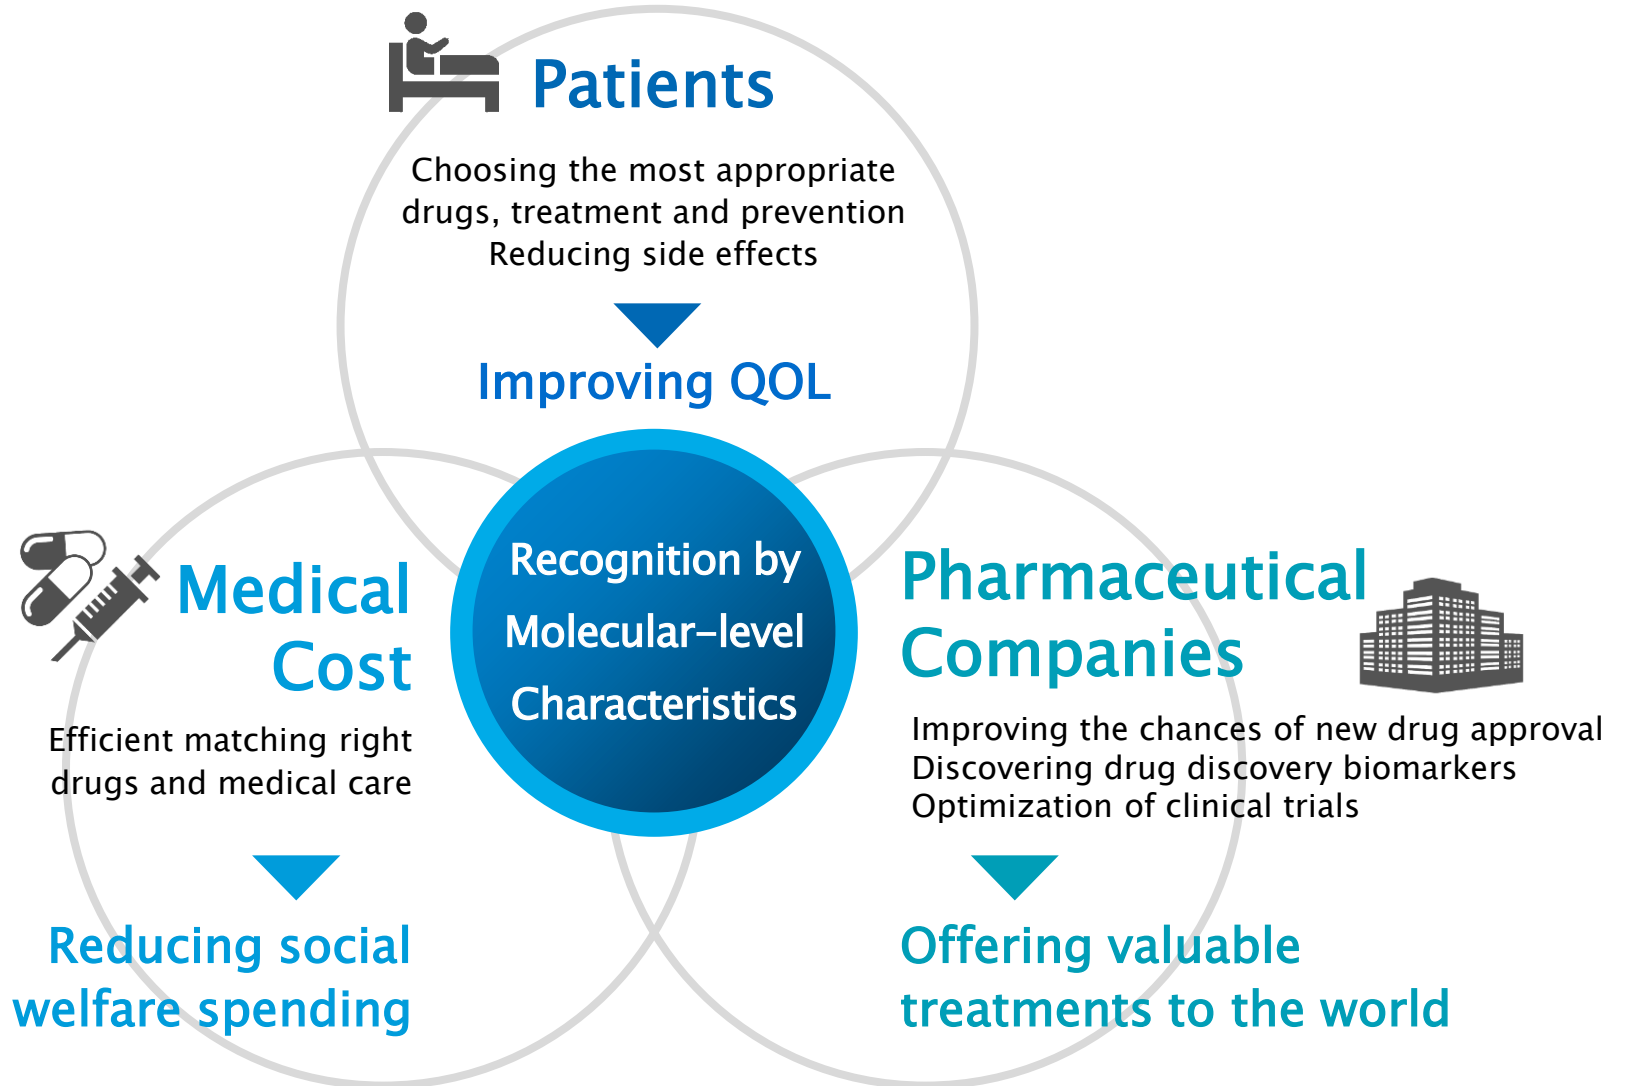 Patients
Choosing the most appropriate
drugs, treatment and prevention
Reducing side effects
Improving QOL
Recognition by
Molecular-level
Characteristics
Medical
Cost
Efficient matching right
drugs and medical care
Reducing social
welfare spending
Pharmaceutical
Companies
Improving the chances of new drug approval
Discovering drug discovery biomarkers
Optimization of clinical trials
Offering valuable
treatments to the world